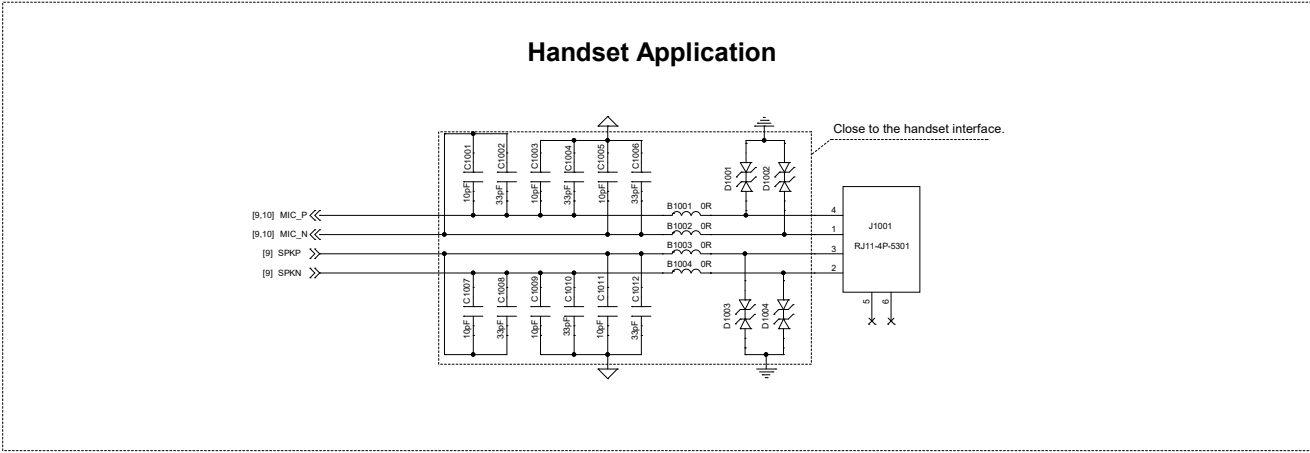 Handset Application
Close to the handset interface.
C1001
C1002
C1003
C1004
C1005
C1006
10pF
33pF
10pF
33pF
10pF
33pF
D1001
D1002
[9,10] MIC_P
B1001 0R
4
J1001
[9,10] MIC_N
B1002 0R
1
RJ11-4P-5301
[9] SPKP
B1003 0R
3
[9] SPKN
B1004 0R
2
C1007
C1008
C1009
C1010
C1011
C1012
10pF
33pF
10pF
33pF
10pF
33pF
D1003
D1004
5
6